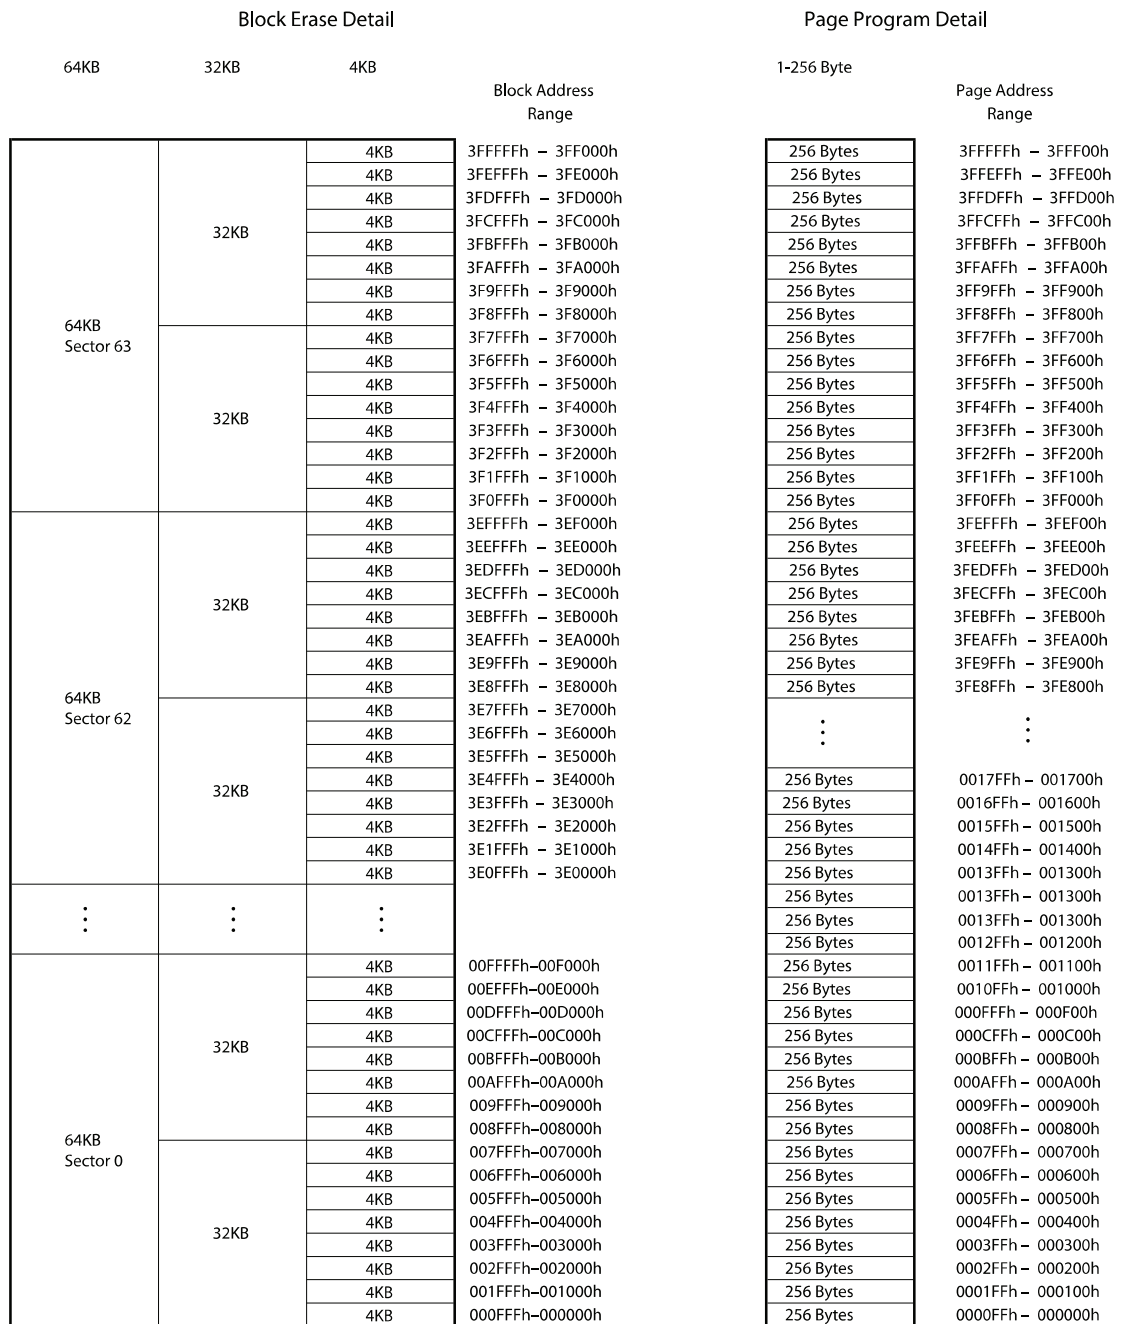 Block Erase Detail Page Program Detail
64KB 32KB 4KB 1-256 Byte
Block Address Page Address
Range Range
4KB 3FFFFFh – 3FF000h 256 Bytes 3FFFFFh – 3FFF00h
4KB 3FEFFFh – 3FE000h 256 Bytes 3FFEFFh – 3FFE00h
4KB 3FDFFFh – 3FD000h 256 Bytes 3FFDFFh – 3FFD00h
4KB 3FCFFFh – 3FC000h 256 Bytes 3FFCFFh – 3FFC00h
32KB
4KB 3FBFFFh – 3FB000h 256 Bytes 3FFBFFh – 3FFB00h
4KB 3FAFFFh – 3FA000h 256 Bytes 3FFAFFh – 3FFA00h
4KB 3F9FFFh – 3F9000h 256 Bytes 3FF9FFh – 3FF900h
4KB 3F8FFFh – 3F8000h 256 Bytes 3FF8FFh – 3FF800h
64KB
4KB 3F7FFFh – 3F7000h 256 Bytes 3FF7FFh – 3FF700h
Sector 63
4KB 3F6FFFh – 3F6000h 256 Bytes 3FF6FFh – 3FF600h
4KB 3F5FFFh – 3F5000h 256 Bytes 3FF5FFh – 3FF500h
4KB 3F4FFFh – 3F4000h 256 Bytes 3FF4FFh – 3FF400h
32KB
4KB 3F3FFFh – 3F3000h 256 Bytes 3FF3FFh – 3FF300h
4KB 3F2FFFh – 3F2000h 256 Bytes 3FF2FFh – 3FF200h
4KB 3F1FFFh – 3F1000h 256 Bytes 3FF1FFh – 3FF100h
4KB 3F0FFFh – 3F0000h 256 Bytes 3FF0FFh – 3FF000h
4KB 3EFFFFh – 3EF000h 256 Bytes 3FEFFFh – 3FEF00h
4KB 3EEFFFh – 3EE000h 256 Bytes 3FEEFFh – 3FEE00h
4KB 3EDFFFh – 3ED000h 256 Bytes 3FEDFFh – 3FED00h
4KB 3ECFFFh – 3EC000h 256 Bytes 3FECFFh – 3FEC00h
32KB
4KB 3EBFFFh – 3EB000h 256 Bytes 3FEBFFh – 3FEB00h
4KB 3EAFFFh – 3EA000h 256 Bytes 3FEAFFh – 3FEA00h
4KB 3E9FFFh – 3E9000h 256 Bytes 3FE9FFh – 3FE900h
4KB 3E8FFFh – 3E8000h 256 Bytes 3FE8FFh – 3FE800h
64KB
4KB 3E7FFFh – 3E7000h
Sector 62
4KB 3E6FFFh – 3E6000h
4KB 3E5FFFh – 3E5000h
4KB 3E4FFFh – 3E4000h 256 Bytes 0017FFh – 001700h
32KB
4KB 3E3FFFh – 3E3000h 256 Bytes 0016FFh – 001600h
4KB 3E2FFFh – 3E2000h 256 Bytes 0015FFh – 001500h
4KB 3E1FFFh – 3E1000h 256 Bytes 0014FFh – 001400h
4KB 3E0FFFh – 3E0000h 256 Bytes 0013FFh – 001300h
256 Bytes 0013FFh – 001300h
256 Bytes 0013FFh – 001300h
256 Bytes 0012FFh – 001200h
4KB 00FFFFh–00F000h 256 Bytes 0011FFh – 001100h
4KB 00EFFFh–00E000h 256 Bytes 0010FFh – 001000h
4KB 00DFFFh–00D000h 256 Bytes 000FFFh – 000F00h
4KB 00CFFFh–00C000h 256 Bytes 000CFFh – 000C00h
32KB
4KB 00BFFFh–00B000h 256 Bytes 000BFFh – 000B00h
4KB 00AFFFh–00A000h 256 Bytes 000AFFh – 000A00h
4KB 009FFFh–009000h 256 Bytes 0009FFh – 000900h
4KB 008FFFh–008000h 256 Bytes 0008FFh – 000800h
64KB
4KB 007FFFh–007000h 256 Bytes 0007FFh – 000700h
Sector 0
4KB 006FFFh–006000h 256 Bytes 0006FFh – 000600h
4KB 005FFFh–005000h 256 Bytes 0005FFh – 000500h
4KB 004FFFh–004000h 256 Bytes 0004FFh – 000400h
32KB
4KB 003FFFh–003000h 256 Bytes 0003FFh – 000300h
4KB 002FFFh–002000h 256 Bytes 0002FFh – 000200h
4KB 001FFFh–001000h 256 Bytes 0001FFh – 000100h
4KB 000FFFh–000000h 256 Bytes 0000FFh – 000000h